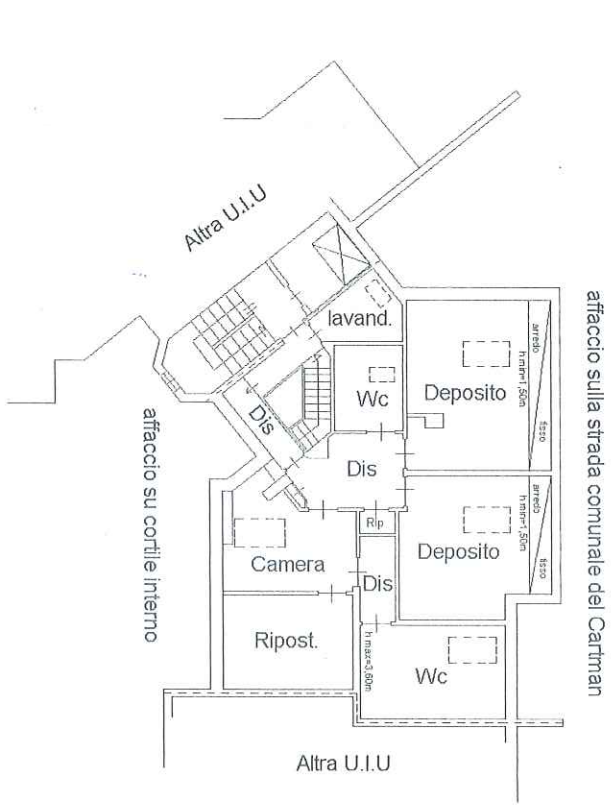 Altra U.I.U
lavand.
Wc
Deposito
arredo
fisso
h min=1,50m
Dis
Dis
Rip
Deposito
arredo
fisso
h min=1,50m
Camera
Dis
Ripost.
h max=3,60m
Wc
Altra U.I.U
affaccio su cortile interno
affaccio sulla strada comunale del Cartman